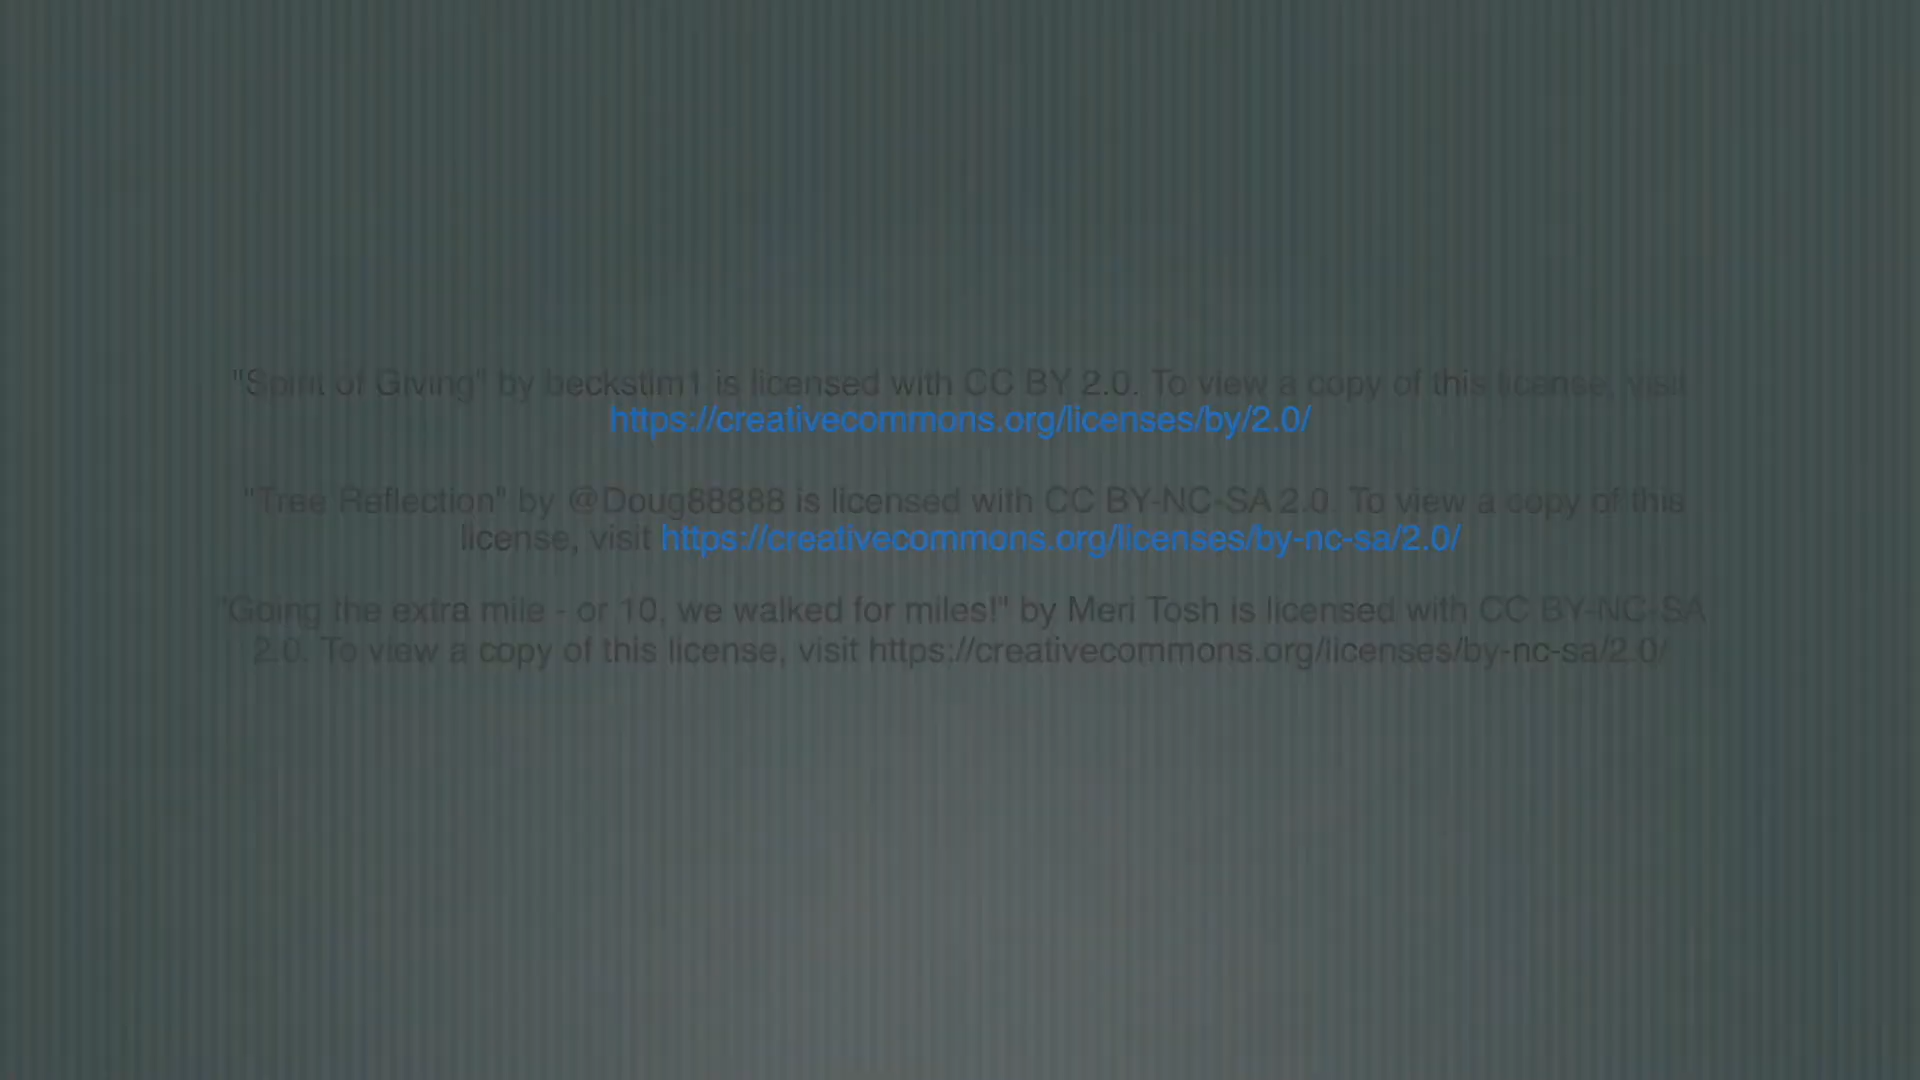 "Spirit of Giving" by beckstim1 is licensed with CC BY 2.0. To view a copy of this license, visit
https://creativecommons.org/licenses/by/2.0/
"Tree Reflection" by @Doug88888 is licensed with CC BY-NC-SA 2.0. To view a copy of this
license, visit https://creativecommons.org/licenses/by-nc-sa/2.0/
"Going the extra mile - or 10, we walked for miles!" by Meri Tosh is licensed with CC BY-NC-SA
2.0. To view a copy of this license, visit https://creativecommons.org/licenses/by-nc-sa/2.0/